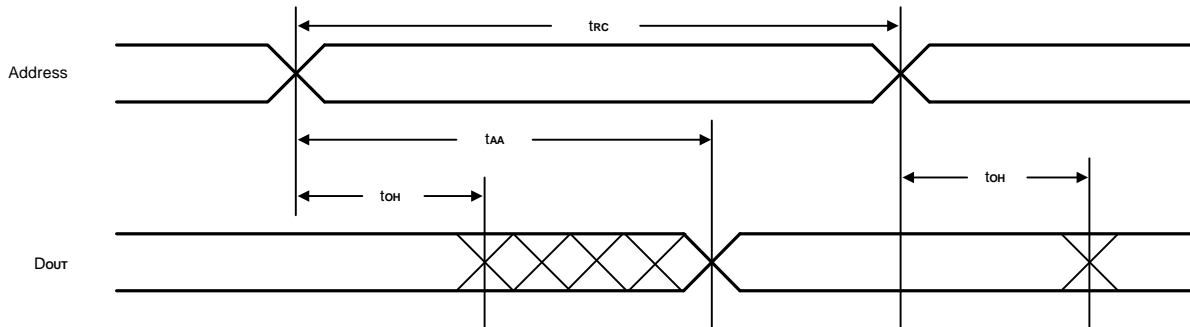 tRC
Address
tAA
tOH
tOH
DOUT